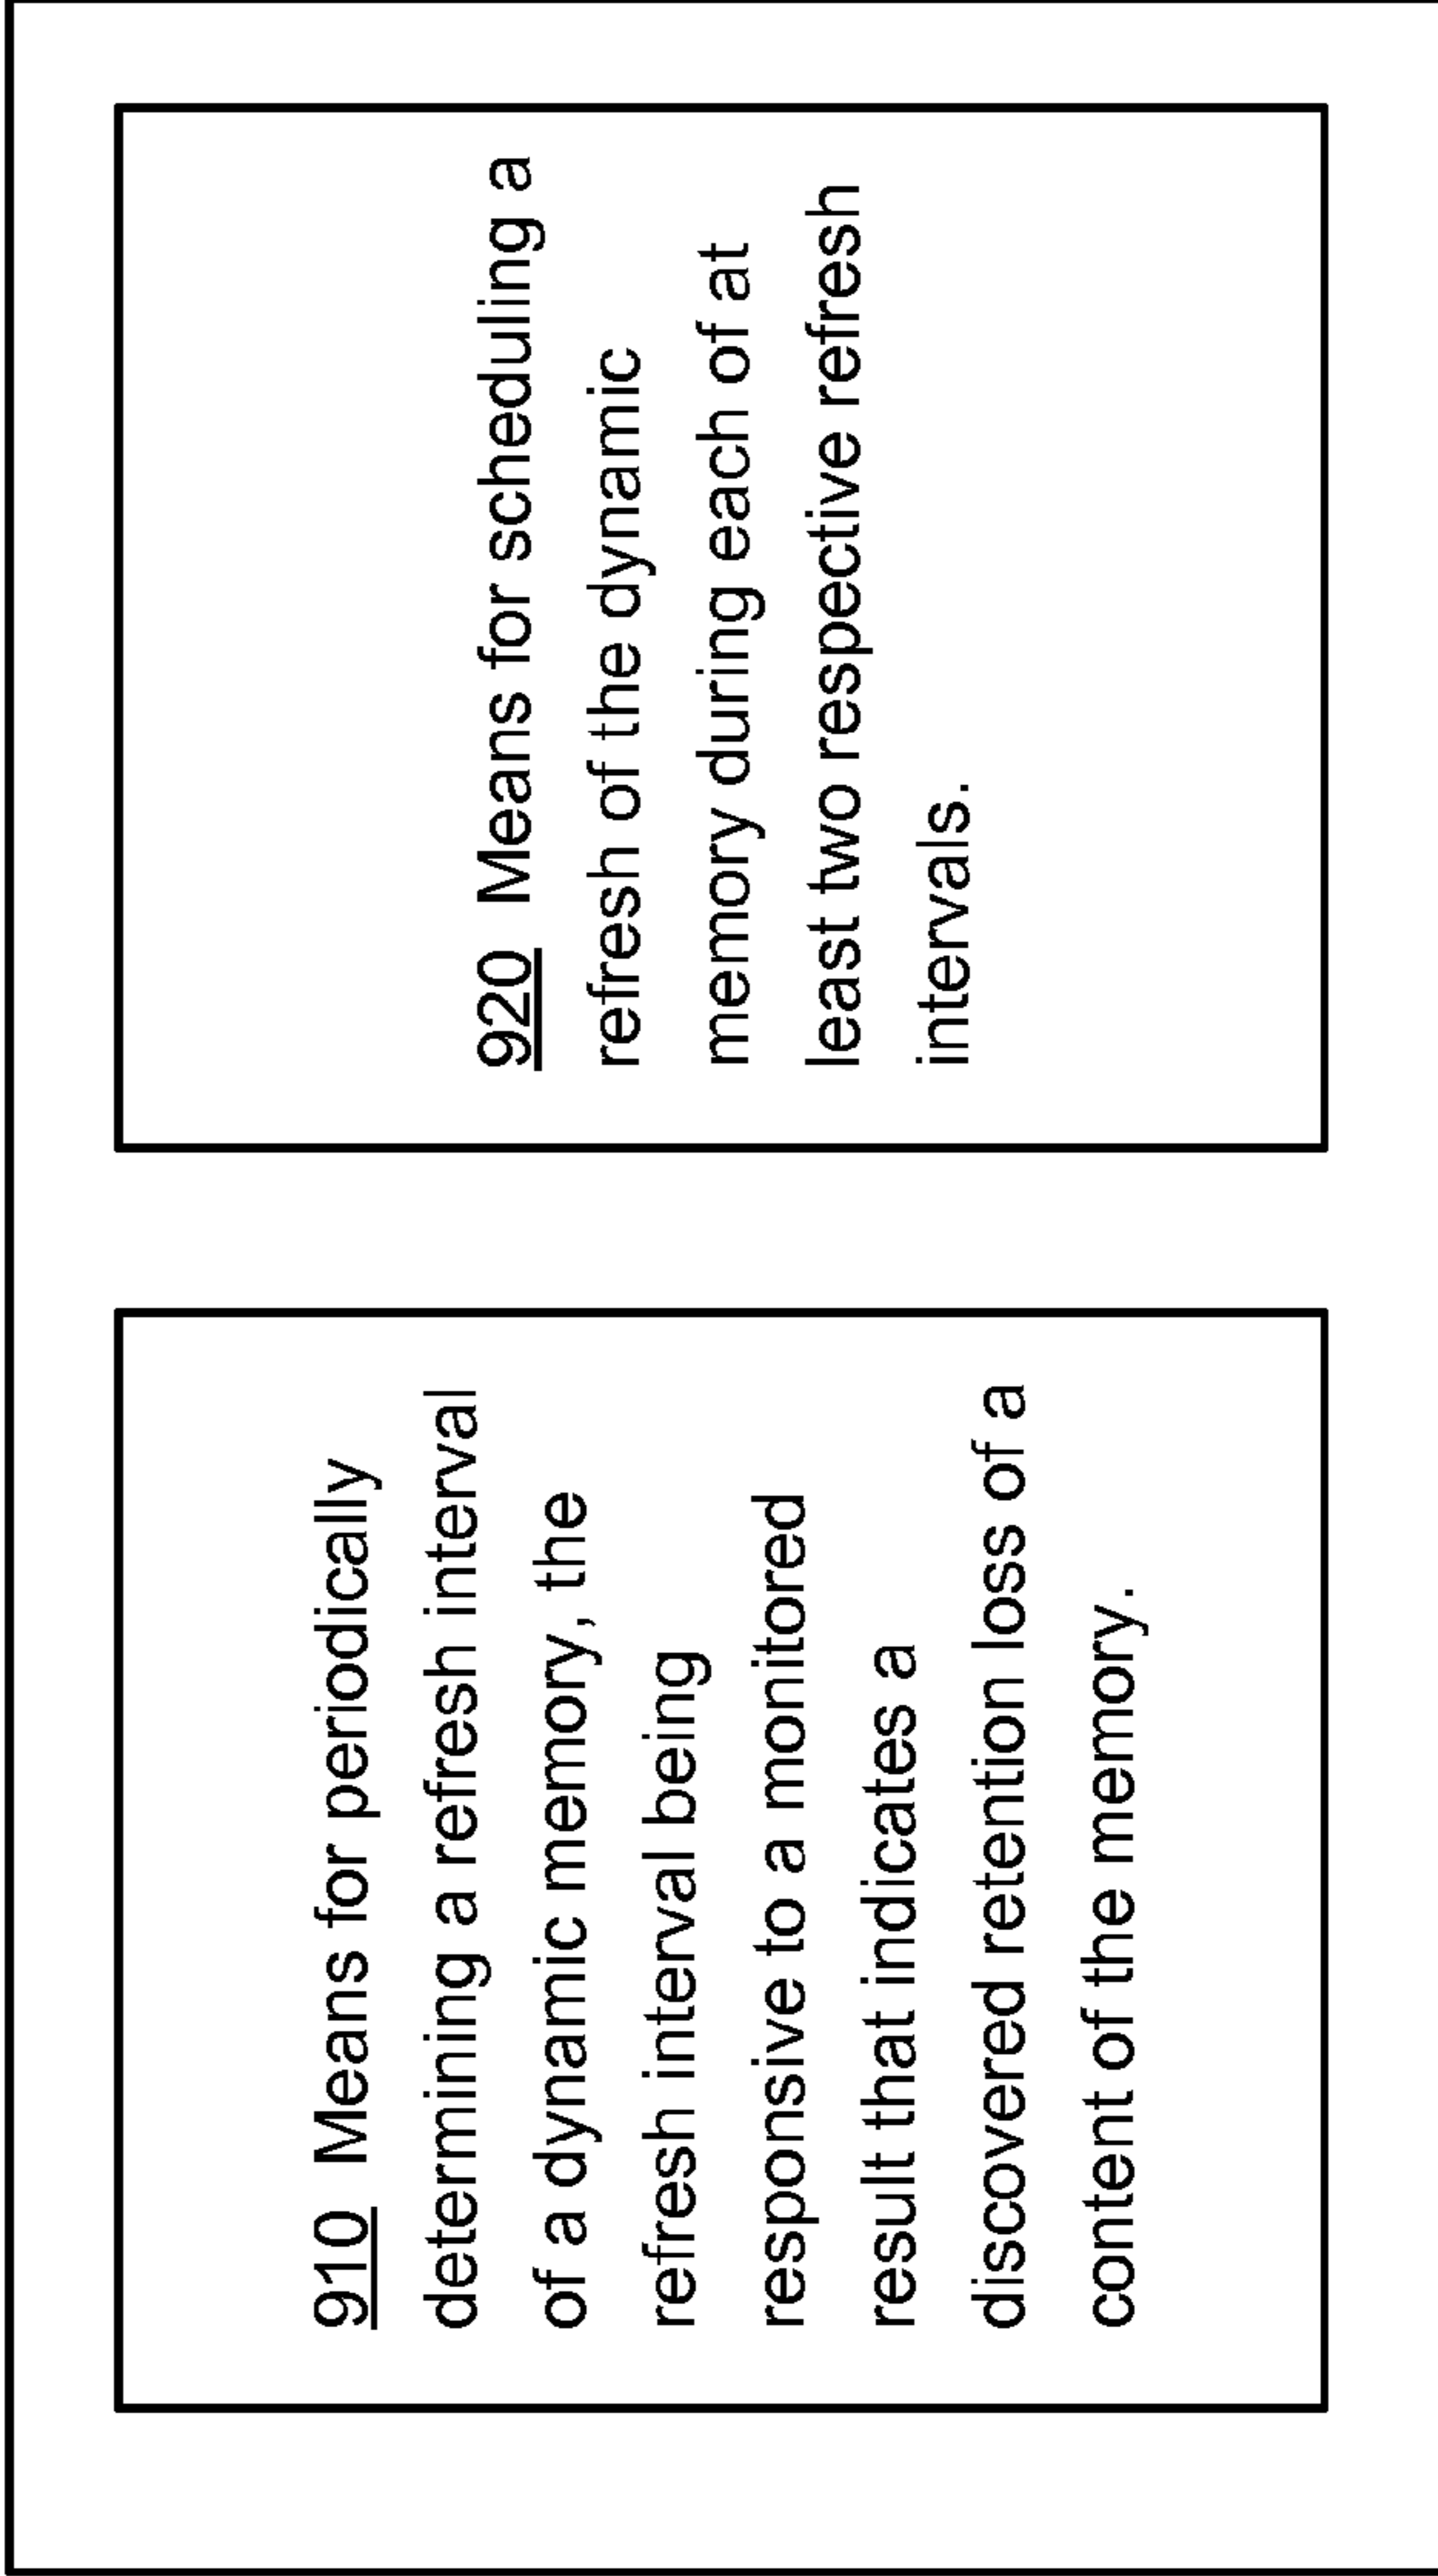 910 Means for periodically
determining a refresh interval
of a dynamic memory, the
refresh interval being
responsive to a monitored
result that indicates a
discovered retention loss of a
content of the memory.
920 Means for scheduling a
refresh of the dynamic
memory during each of at
least two respective refresh
intervals.